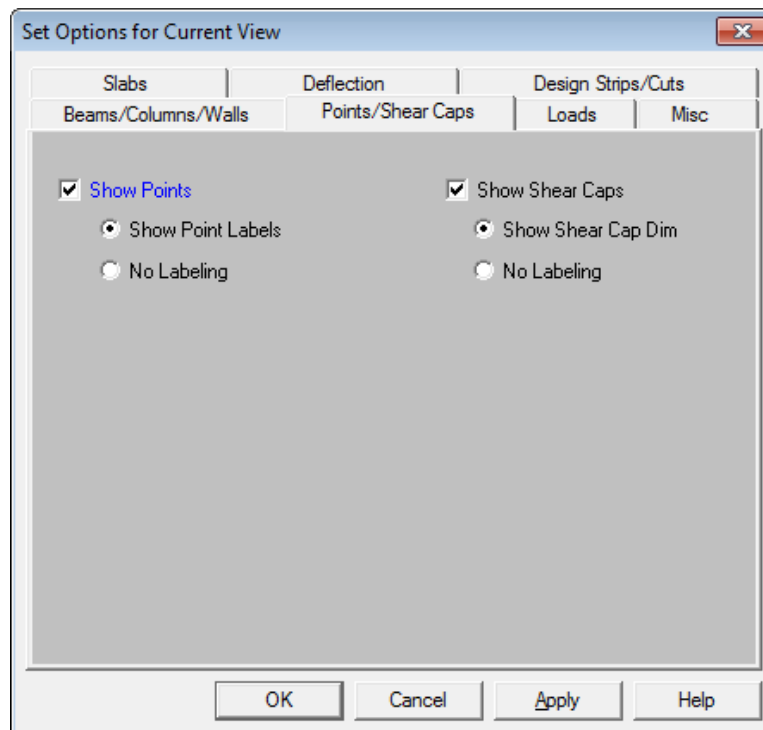 Set Options for Current View
Slabs Deflection Design Strips/Cuts
Beams/Columns/Walls Points/Shear Caps Loads Misc
Show Points Show Shear Caps
Show Point Labels Show Shear Cap Dim
No Labeling No Labeling
OK Cancel Apply Help